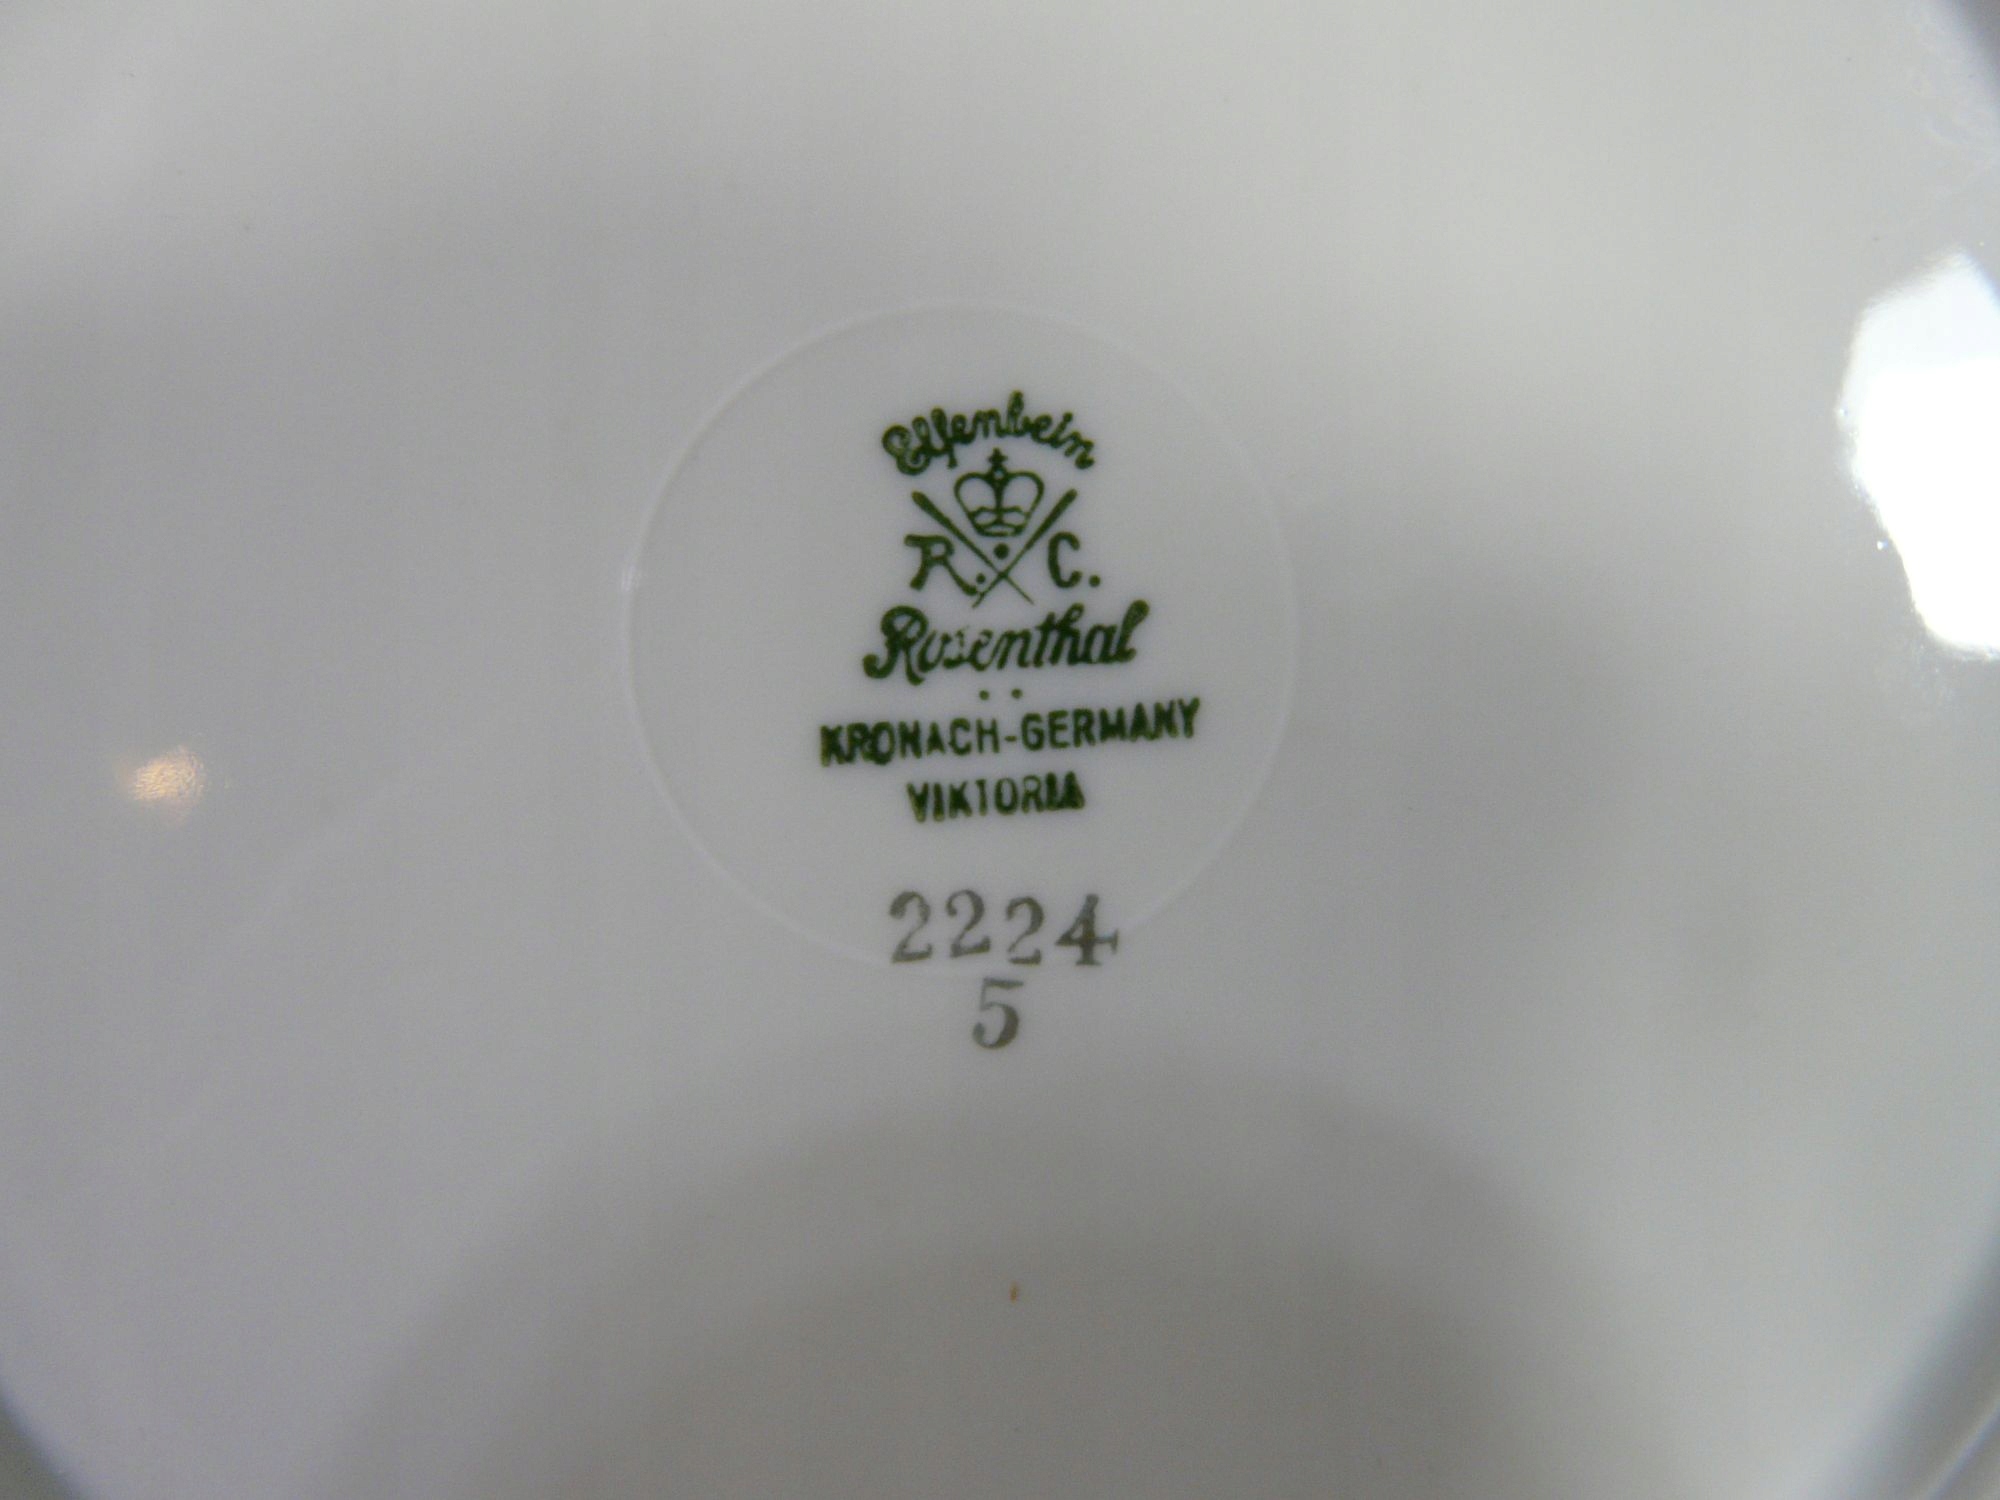 Elfenbein
R. C.
Rosenthal
KRONACH-GERMANY
VIKTORIA
2224
5